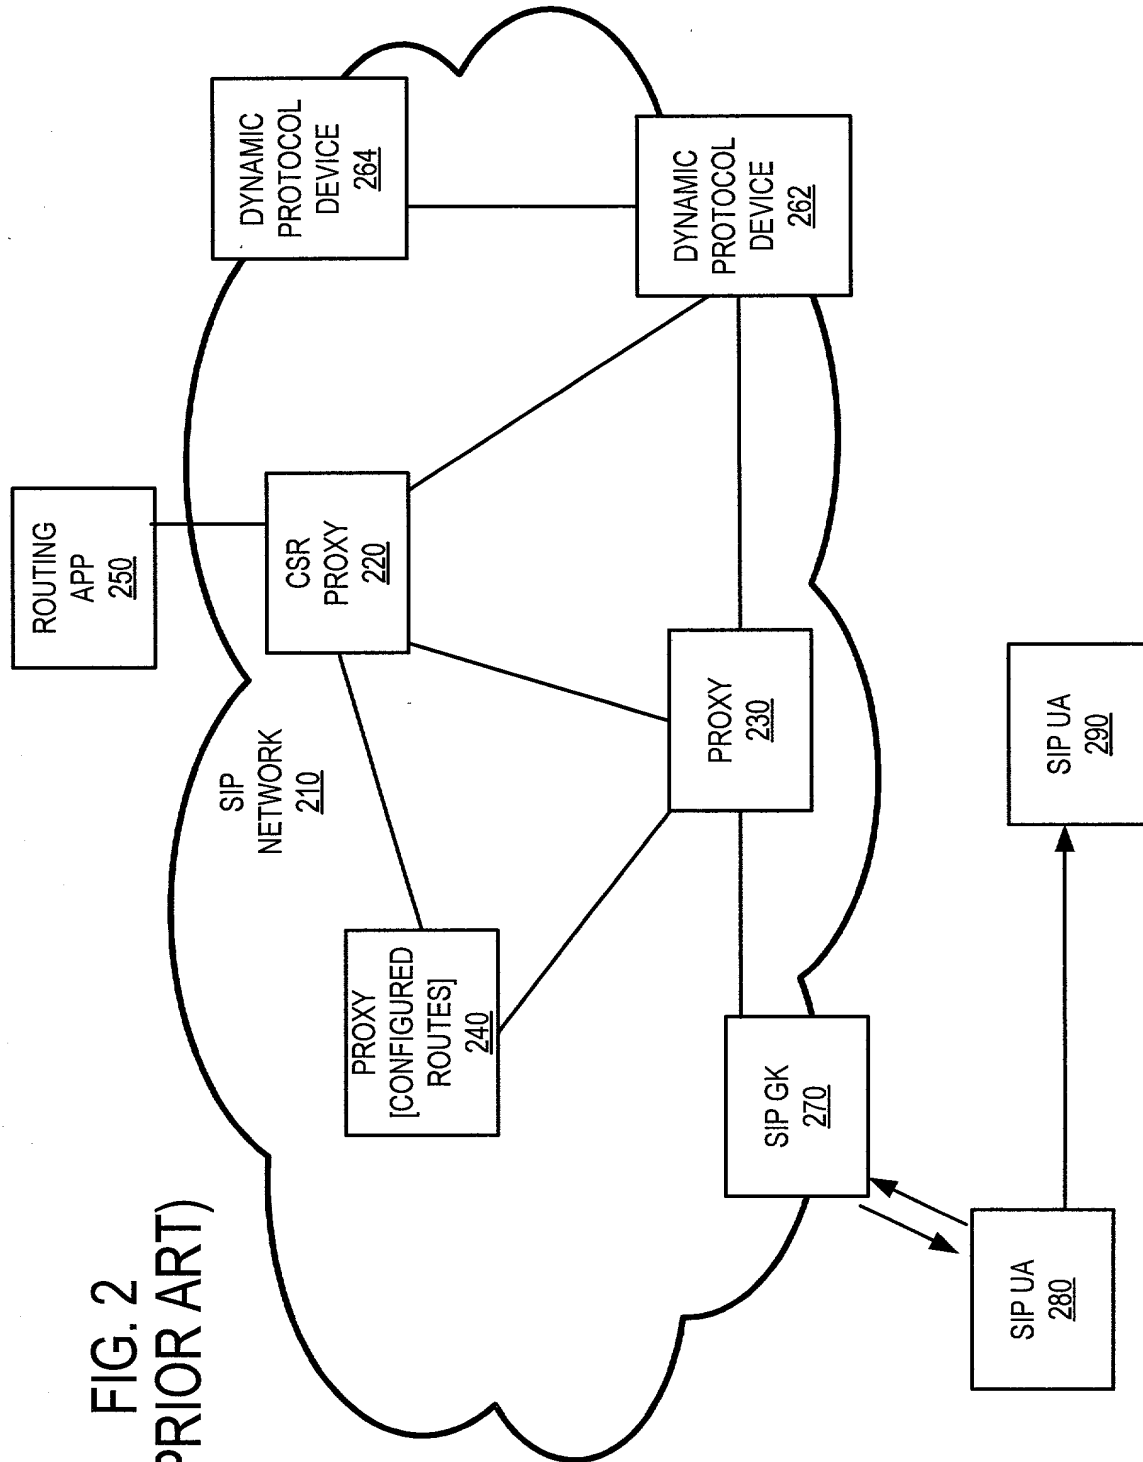 FIG. 2
PRIOR ART)
ROUTING
APP
250
SIP
NETWORK
210
CSR
PROXY
220
DYNAMIC
PROTOCOL
DEVICE
264
PROXY
[CONFIGURED
ROUTES]
240
PROXY
230
DYNAMIC
PROTOCOL
DEVICE
262
SIP GK
270
SIP UA
280
SIP UA
290